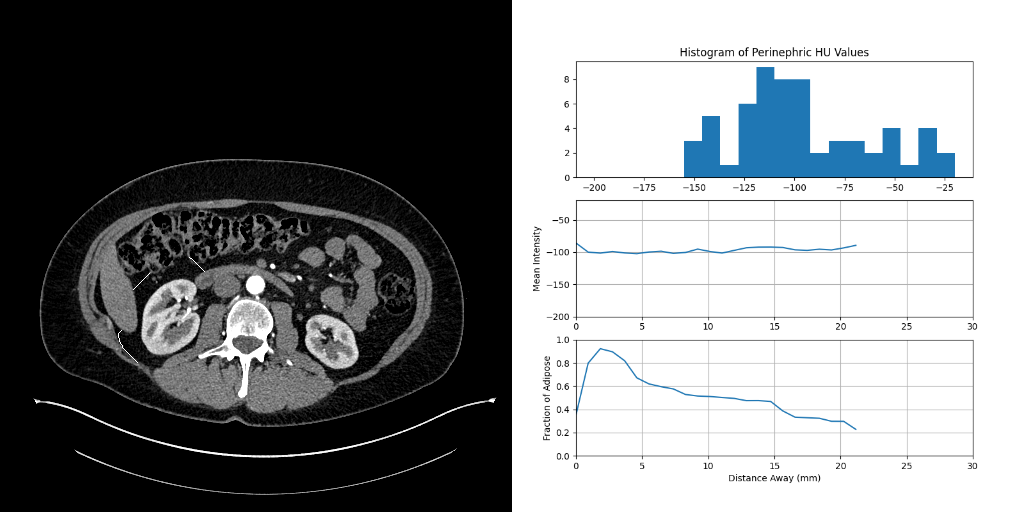 Histogram of Perinephric HU Values
8
6
4
2
0
−200 −175 −150 −125 −100 −75 −50 −25
Mean Intensity
−50
−100
−150
−200
0 5 10 15 20 25 30
Fraction of Adipose
1.0
0.8
0.6
0.4
0.2
0.0
0 5 10 15 20 25 30
Distance Away (mm)